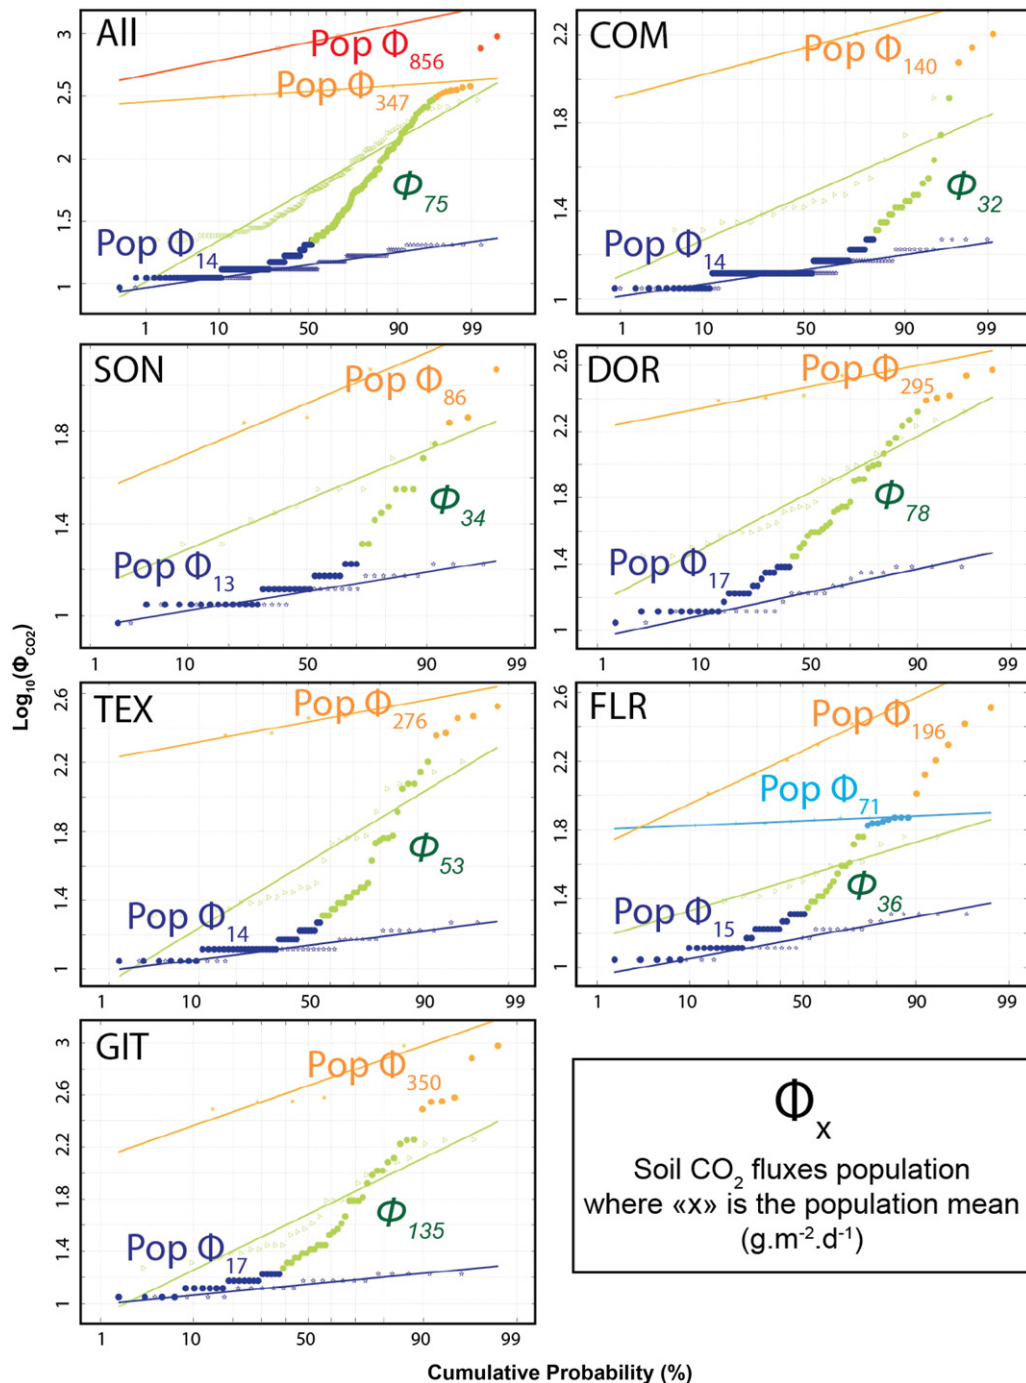 All
Pop Φ856
Pop Φ347
Φ75
Pop Φ14
3
2.5
2
1.5
1
1 10 50 90 99
COM
Pop Φ140
Φ32
Pop Φ14
2.2
1.8
1.4
1
1 10 50 90 99
SON
Pop Φ86
Φ34
Pop Φ13
1.8
1.4
1
1 10 50 90 99
DOR
Pop Φ295
Φ78
Pop Φ17
2.6
2.2
1.8
1.4
1
1 10 50 90 99
Log10(ΦCO2)
TEX
Pop Φ276
Φ53
Pop Φ14
2.6
2.2
1.8
1.4
1
1 10 50 90 99
FLR
Pop Φ196
Pop Φ71
Φ36
Pop Φ15
2.6
2.2
1.8
1.4
1
1 10 50 90 99
GIT
Pop Φ350
Φ135
Pop Φ17
3
2.6
2.2
1.8
1.4
1
1 10 50 90 99
Φx
Soil CO2 fluxes population
where «x» is the population mean
(g.m-2.d-1)
Cumulative Probability (%)